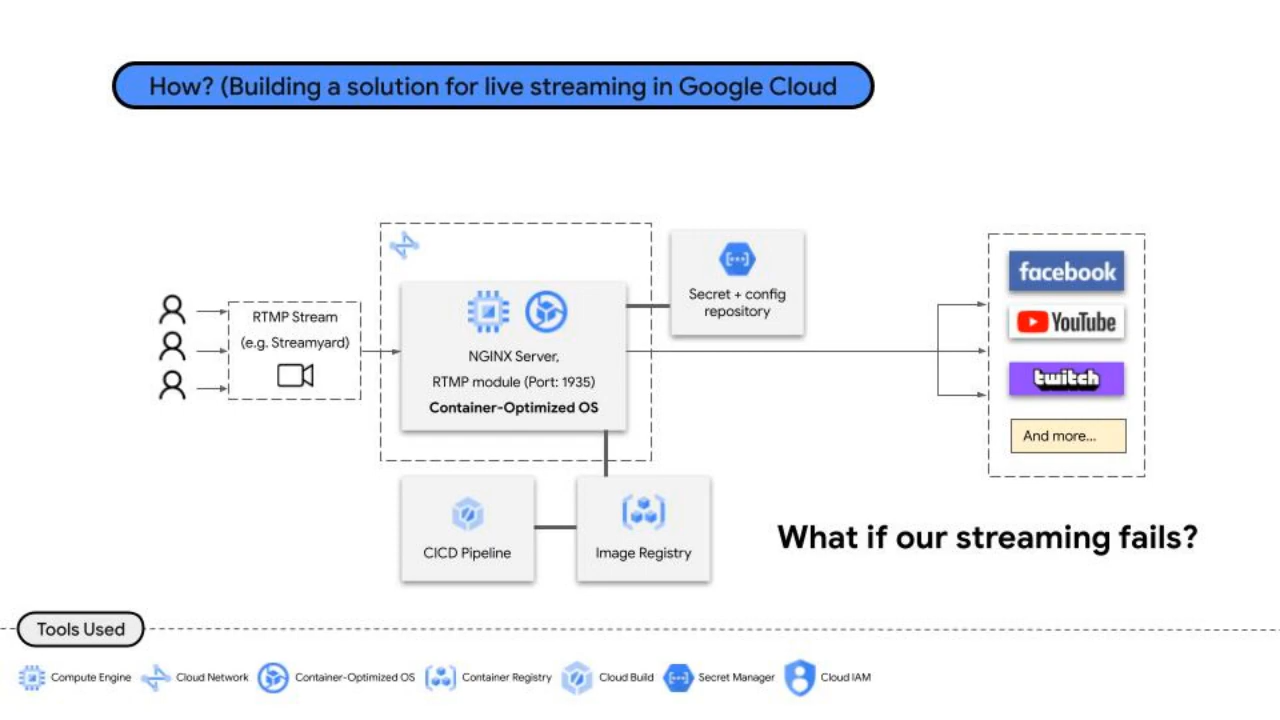 How? (Building a solution for live streaming in Google Cloud
RTMP Stream
(e.g. Streamyard)
NGINX Server,
RTMP module (Port: 1935)
Container-Optimized OS
Secret + config
repository
facebook
YouTube
twitch
And more...
CICD Pipeline
Image Registry
What if our streaming fails?
Tools Used
Compute Engine
Cloud Network
Container-Optimized OS
Container Registry
Cloud Build
Secret Manager
Cloud IAM